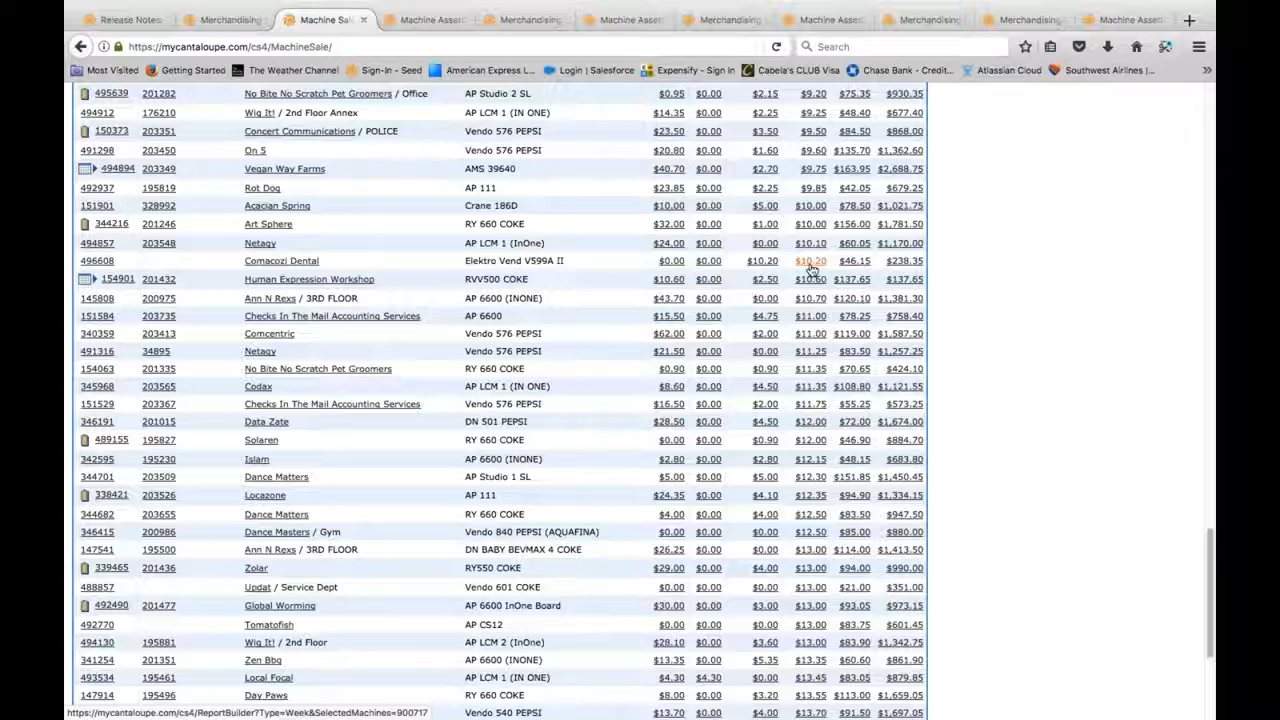 Release Notes Merchandising Machine Sal × Machine Asset Merchandising Machine Asset Merchandising Machine Asset Merchandising Merchandising Machine Asset +
https://mycantaloupe.com/cs4/MachineSale/ Search
Most Visited Getting Started The Weather Channel Sign-In - Seed American Express L... Login | Salesforce Expensify - Sign In Cabela's CLUB Visa Chase Bank - Credit... Atlassian Cloud Southwest Airlines |... »
495639 201282 No Bite No Scratch Pet Groomers / Office AP Studio 2 SL $0.95 $0.00 $2.15 $9.20 $75.35 $930.35
494912 176210 Wig It! / 2nd Floor Annex AP LCM 1 (IN ONE) $14.35 $0.00 $2.25 $9.25 $48.40 $677.40
150373 203351 Concert Communications / POLICE Vendo 576 PEPSI $23.50 $0.00 $3.50 $9.50 $84.50 $868.00
491298 203450 On 5 Vendo 576 PEPSI $20.80 $0.00 $1.60 $9.60 $135.70 $1,362.60
494894 203349 Vegan Way Farms AMS 39640 $40.70 $0.00 $2.70 $9.75 $163.95 $2,688.75
492937 195819 Rot Dog AP 111 $23.85 $0.00 $2.25 $9.85 $42.05 $679.25
151901 328992 Acacian Spring Crane 186D $10.00 $0.00 $5.00 $10.00 $78.50 $1,021.75
344216 201246 Art Sphere RY 660 COKE $32.00 $0.00 $1.00 $10.00 $156.00 $1,781.50
494857 203548 Netagy AP LCM 1 (InOne) $24.00 $0.00 $0.00 $10.10 $60.05 $1,170.00
496608 Comacozi Dental Elektro Vend V599A II $0.00 $0.00 $10.20 $10.20 $46.15 $238.35
154901 201432 Human Expression Workshop RVV500 COKE $10.60 $0.00 $2.50 $10.60 $137.65 $137.65
145808 200975 Ann N Rexs / 3RD FLOOR AP 6600 (INONE) $43.70 $0.00 $0.00 $10.70 $120.10 $1,381.30
151584 203735 Checks In The Mail Accounting Services AP 6600 $15.50 $0.00 $4.75 $11.00 $78.25 $758.40
340359 203413 Comcentric Vendo 576 PEPSI $62.00 $0.00 $2.00 $11.00 $119.00 $1,587.50
491316 34895 Netagy Vendo 576 PEPSI $21.50 $0.00 $0.00 $11.25 $83.50 $1,257.25
154063 201335 No Bite No Scratch Pet Groomers RY 660 COKE $0.90 $0.00 $0.90 $11.35 $70.65 $424.10
345968 203565 Codax AP LCM 1 (IN ONE) $8.60 $0.00 $4.50 $11.35 $108.80 $1,121.55
151529 203367 Checks In The Mail Accounting Services Vendo 576 PEPSI $16.50 $0.00 $2.00 $11.75 $55.25 $573.25
346191 201015 Data Zate DN 501 PEPSI $28.50 $0.00 $4.50 $12.00 $72.00 $1,674.00
489155 195827 Solaren RY 660 COKE $0.00 $0.00 $0.90 $12.00 $46.90 $884.70
342595 195230 Islam AP 6600 (INONE) $2.80 $0.00 $2.80 $12.15 $48.15 $683.80
344701 203509 Dance Matters AP Studio 1 SL $5.00 $0.00 $5.00 $12.30 $151.85 $1,450.45
338421 203526 Locazone AP 111 $24.35 $0.00 $4.10 $12.35 $94.90 $1,334.15
344682 203655 Dance Matters RY 660 COKE $4.00 $0.00 $4.00 $12.50 $83.50 $947.50
346415 200986 Dance Masters / Gym Vendo 840 PEPSI (AQUAFINA) $0.00 $0.00 $0.00 $12.50 $85.00 $880.00
147541 195500 Ann N Rexs / 3RD FLOOR DN BABY BEVMAX 4 COKE $26.25 $0.00 $0.00 $13.00 $114.00 $1,413.50
339465 201436 Zolar RY550 COKE $29.00 $0.00 $4.00 $13.00 $94.00 $990.00
488857 Updat / Service Dept Vendo 601 COKE $0.00 $0.00 $0.00 $13.00 $21.00 $351.00
492490 201477 Global Worming AP 6600 InOne Board $30.00 $0.00 $3.00 $13.00 $93.05 $973.15
492770 Tomatofish AP CS12 $0.00 $0.00 $0.00 $13.00 $83.75 $601.45
494130 195881 Wig It! / 2nd Floor AP LCM 2 (InOne) $28.10 $0.00 $3.60 $13.00 $83.90 $1,342.75
341254 201351 Zen Bbq AP 6600 (INONE) $13.35 $0.00 $5.35 $13.35 $60.60 $861.90
493534 195461 Local Focal AP LCM 1 (IN ONE) $4.30 $4.30 $0.00 $13.45 $83.05 $879.85
147914 195496 Day Paws RY 660 COKE $8.00 $0.00 $3.20 $13.55 $113.00 $1,659.05
https://mycantaloupe.com/cs4/ReportBuilder?Type=Week&SelectedMachines=900717 Vendo 540 PEPSI $13.70 $0.00 $4.00 $13.70 $91.50 $1,697.05